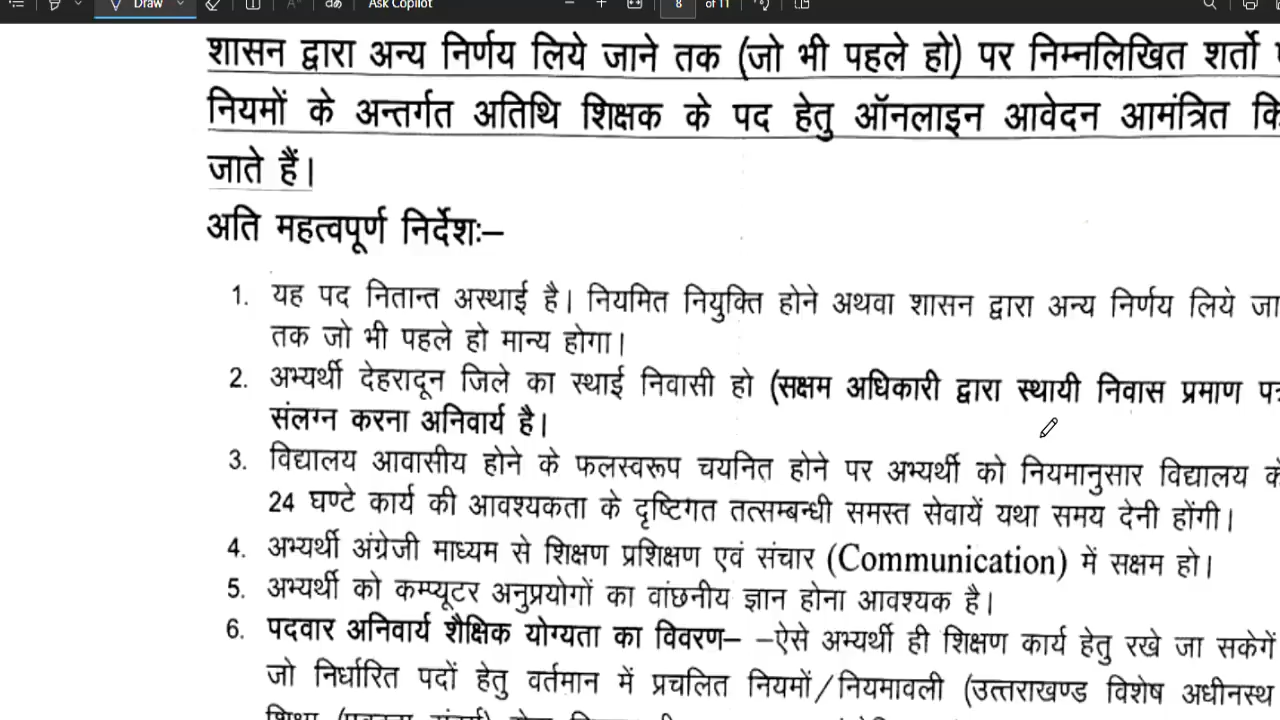 Draw
Ask Copilot
8 of 11
शासन द्वारा अन्य निर्णय लिये जाने तक (जो भी पहले हो) पर निम्नलिखित शर्तो
नियमों के अन्तर्गत अतिथि शिक्षक के पद हेतु ऑनलाइन आवेदन आमंत्रित
जाते हैं।
अति महत्वपूर्ण निर्देशः–
1. यह पद नितान्त अस्थाई है। नियमित नियुक्ति होने अथवा शासन द्वारा अन्य निर्णय लिये जा
तक जो भी पहले हो मान्य होगा।
2. अभ्यर्थी देहरादून जिले का स्थाई निवासी हो (सक्षम अधिकारी द्वारा स्थायी निवास प्रमाण
संलग्न करना अनिवार्य है।
3. विद्यालय आवासीय होने के फलस्वरूप चयनित होने पर अभ्यर्थी को नियमानुसार विद्यालय
24 घण्टे कार्य की आवश्यकता के दृष्टिगत तत्सम्बन्धी समस्त सेवायें यथा समय देनी होंगी।
4. अभ्यर्थी अंग्रेजी माध्यम से शिक्षण प्रशिक्षण एवं संचार (Communication) में सक्षम हो।
5. अभ्यर्थी को कम्प्यूटर अनुप्रयोगों का वांछनीय ज्ञान होना आवश्यक है।
6. पदवार अनिवार्य शैक्षिक योग्यता का विवरण– –ऐसे अभ्यर्थी ही शिक्षण कार्य हेतु रखे जा सकेगें
जो निर्धारित पदों हेतु वर्तमान में प्रचलित नियमों/नियमावली (उत्तराखण्ड विशेष अधीनस्थ